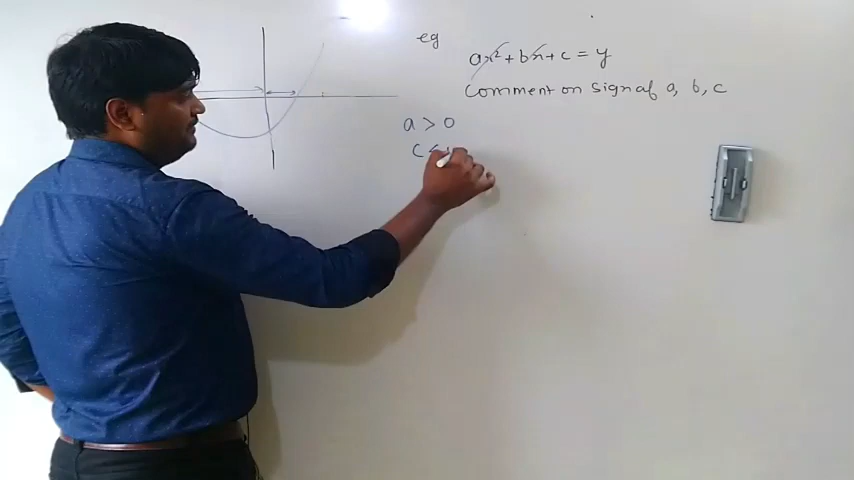 eg
ax²+bx+c=y
Comment on sign of a, b, c
a > 0
c <